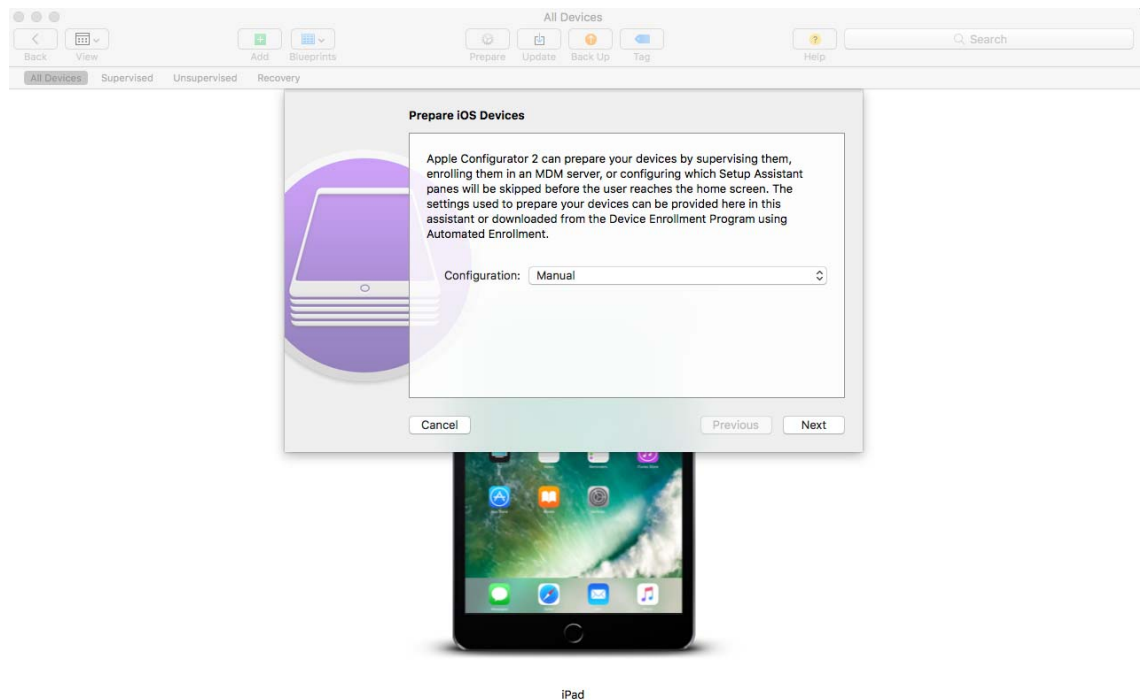 All Devices
Back View Add Blueprints Prepare Update Back Up Tag Help Search
All Devices Supervised Unsupervised Recovery
Prepare iOS Devices
Apple Configurator 2 can prepare your devices by supervising them,
enrolling them in an MDM server, or configuring which Setup Assistant
panes will be skipped before the user reaches the home screen. The
settings used to prepare your devices can be provided here in this
assistant or downloaded from the Device Enrollment Program using
Automated Enrollment.
Configuration: Manual
Cancel Previous Next
iPad